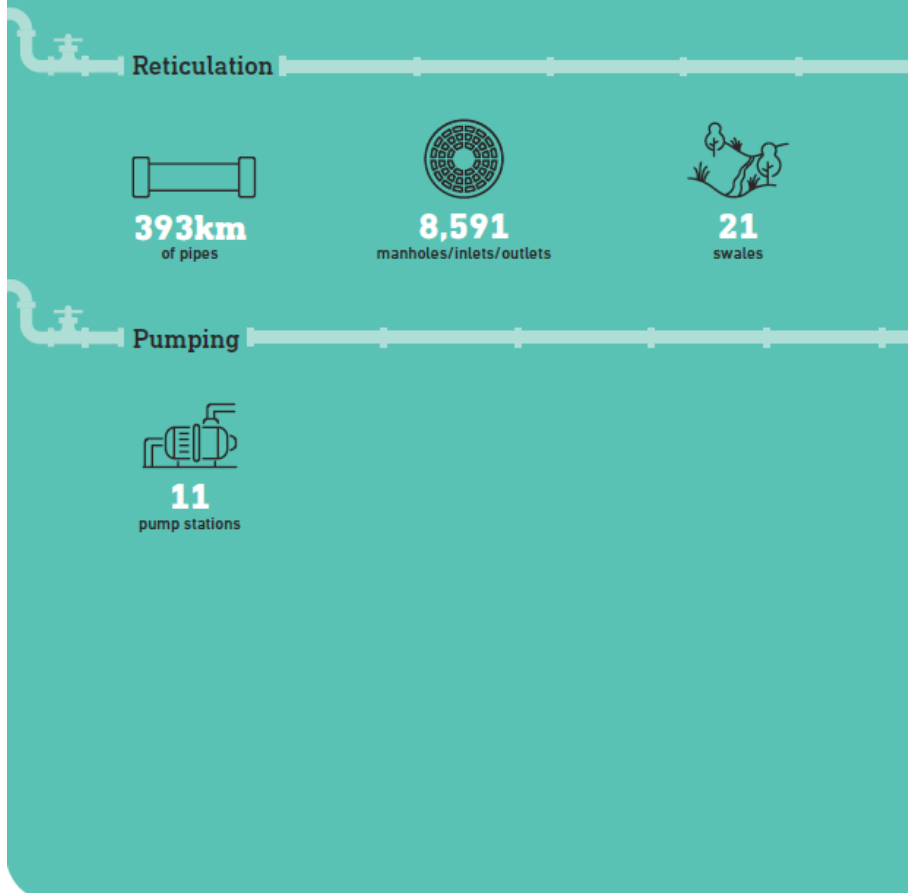 Reticulation
393km
of pipes
8,591
manholes/inlets/outlets
21
swales
Pumping
11
pump stations